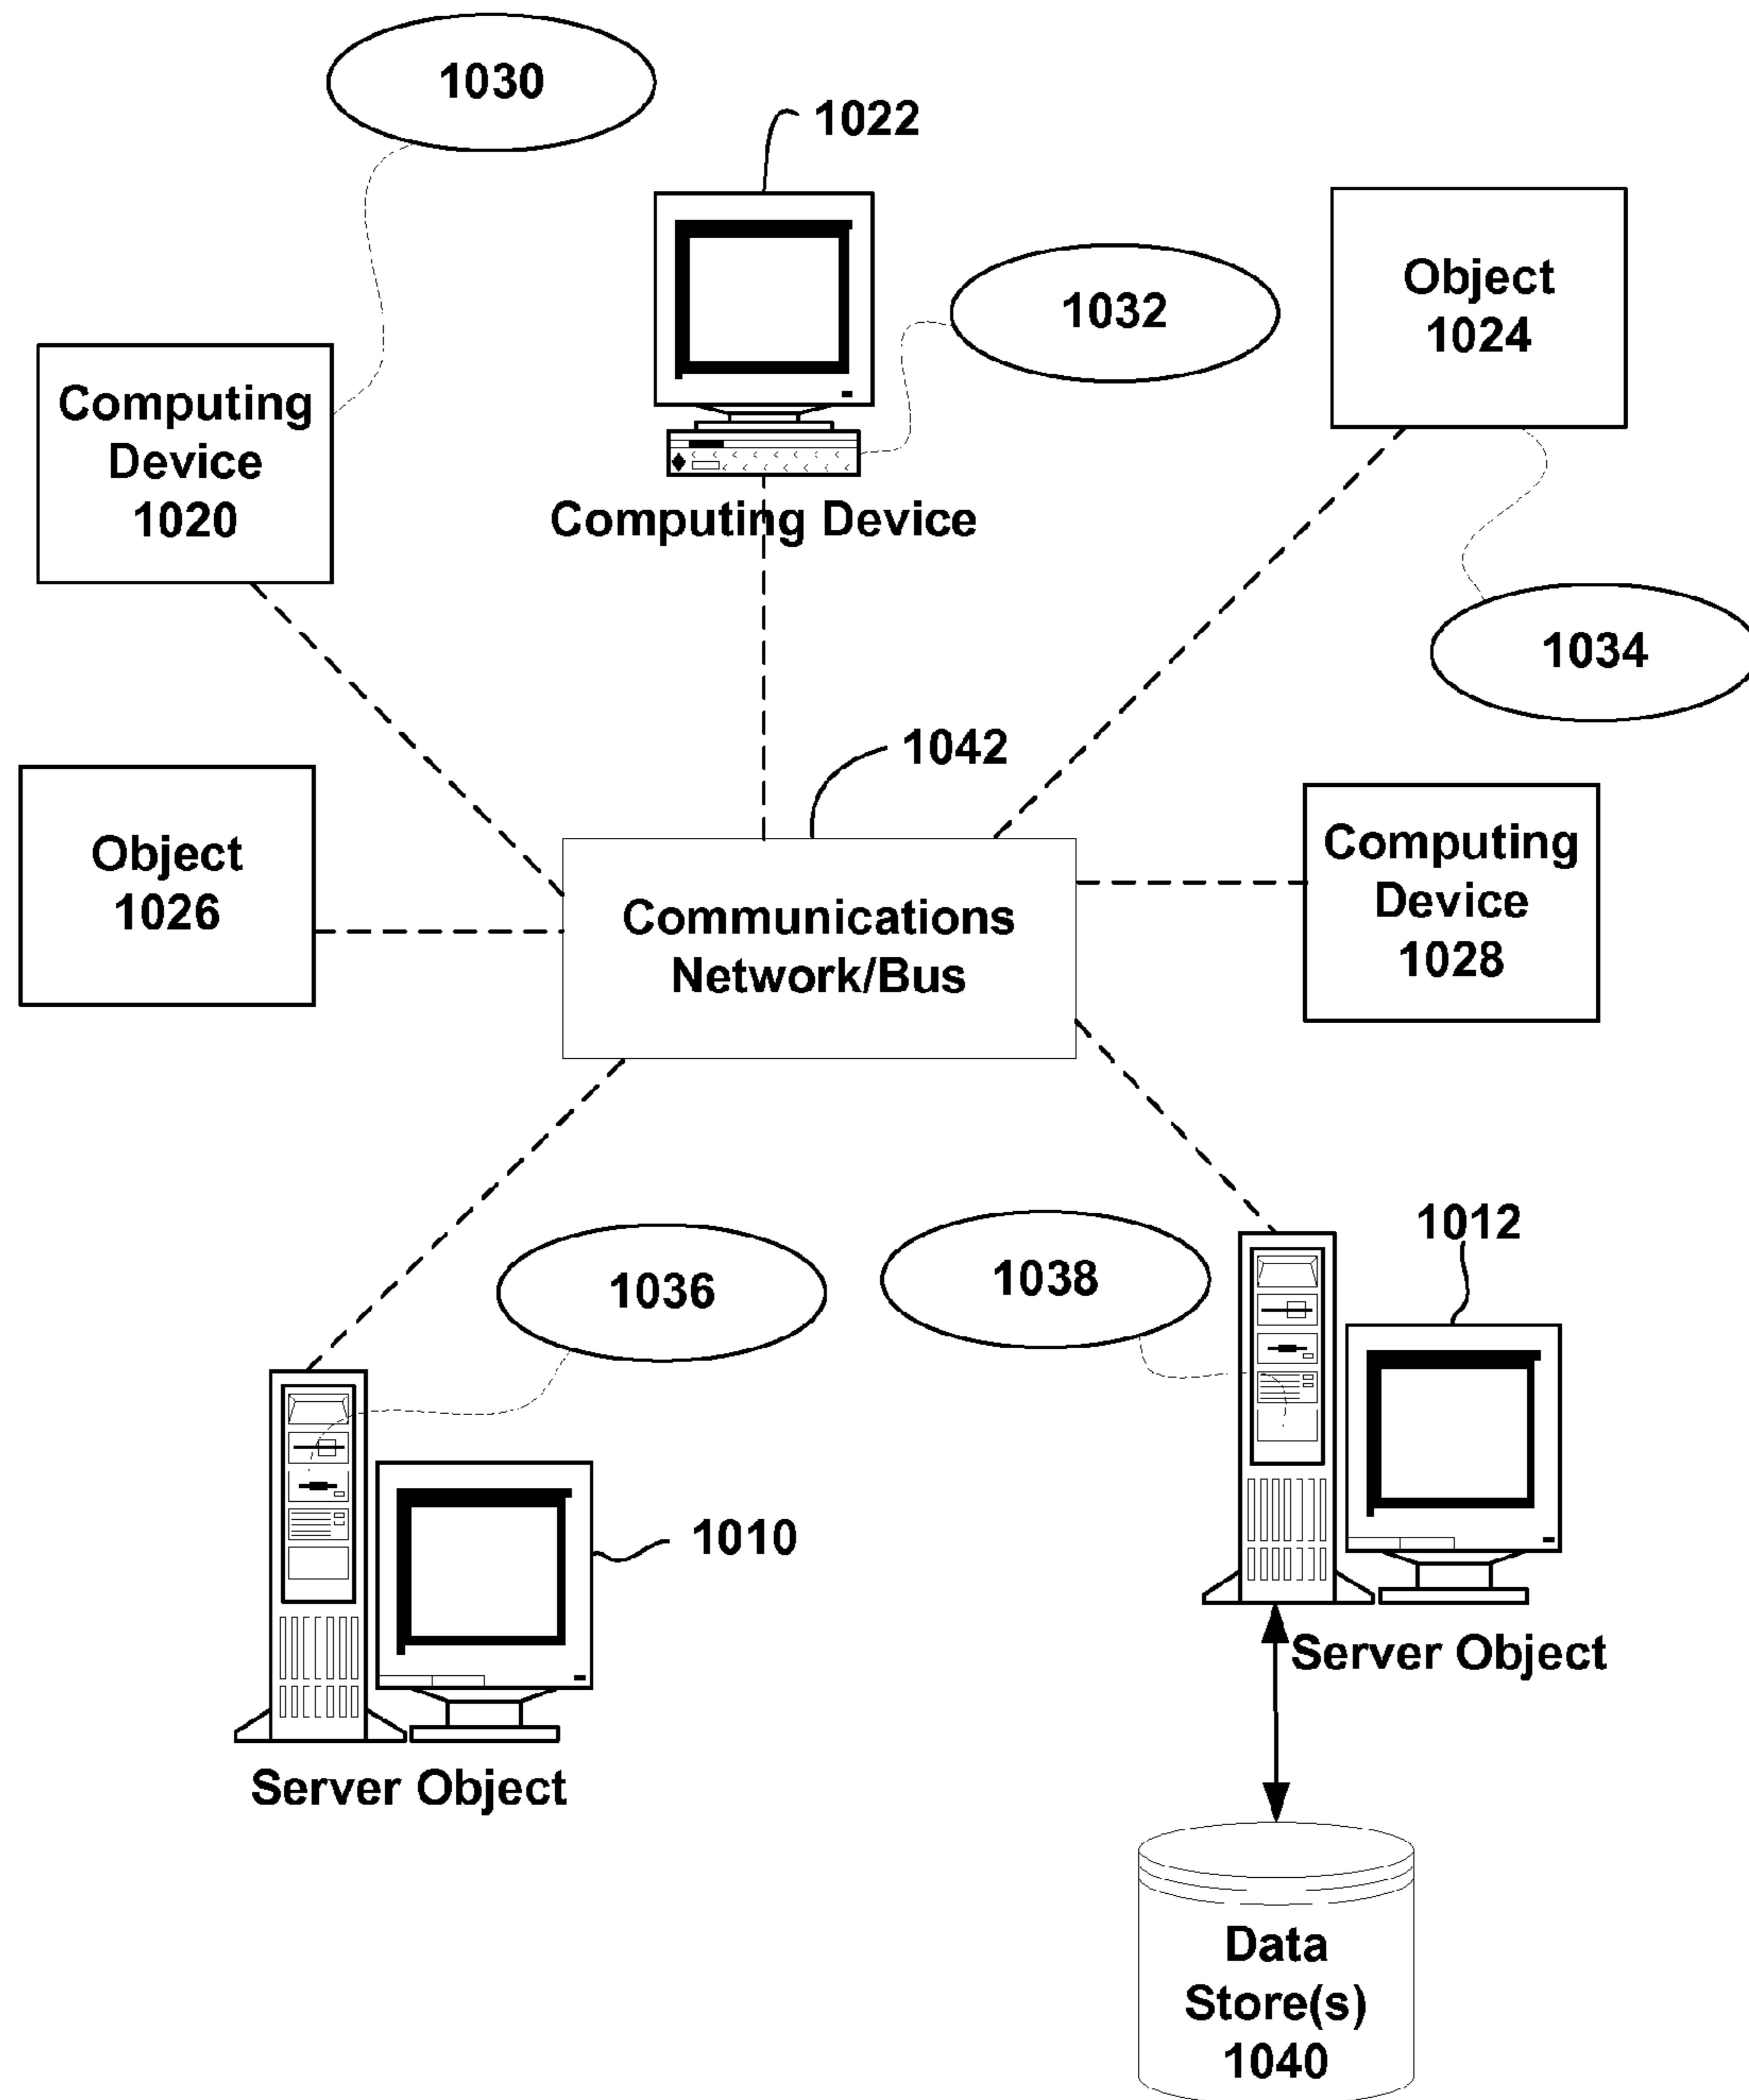 1030
1022
1032
Object
1024
Computing
Device
1020
Computing Device
1034
1042
Object
1026
Communications
Network/Bus
Computing
Device
1028
1036
1038
1012
1010
Server Object
Server Object
Data
Store(s)
1040